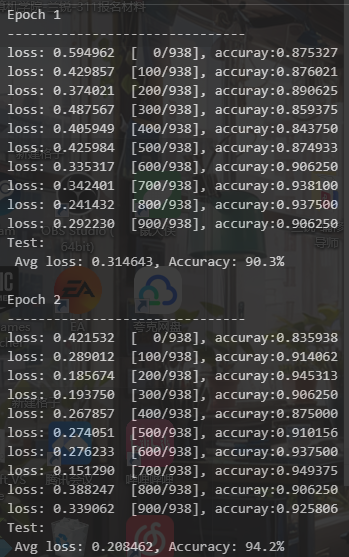 Epoch 1
-------------------------------
loss: 0.594962  [  0/938], accuray:0.875327
loss: 0.429857  [100/938], accuray:0.876021
loss: 0.374021  [200/938], accuray:0.890625
loss: 0.487567  [300/938], accuray:0.859375
loss: 0.405949  [400/938], accuray:0.843750
loss: 0.425984  [500/938], accuray:0.874933
loss: 0.335317  [600/938], accuray:0.906250
loss: 0.342401  [700/938], accuray:0.938100
loss: 0.241432  [800/938], accuray:0.937500
loss: 0.292230  [900/938], accuray:0.906250
Test:
 Avg loss: 0.314643, Accuracy: 90.3%
Epoch 2
EA
夸克网盘
-------------------------------
loss: 0.421532  [  0/938], accuray:0.835938
loss: 0.289012  [100/938], accuray:0.914062
loss: 0.185674  [200/938], accuray:0.945313
loss: 0.193750  [300/938], accuray:0.906250
loss: 0.267857  [400/938], accuray:0.875000
loss: 0.274051  [500/938], accuray:0.910156
loss: 0.276233  [600/938], accuray:0.937500
loss: 0.151290  [700/938], accuray:0.949375
loss: 0.388247  [800/938], accuray:0.906250
loss: 0.339062  [900/938], accuray:0.925806
Test:
 Avg loss: 0.208462, Accuracy: 94.2%